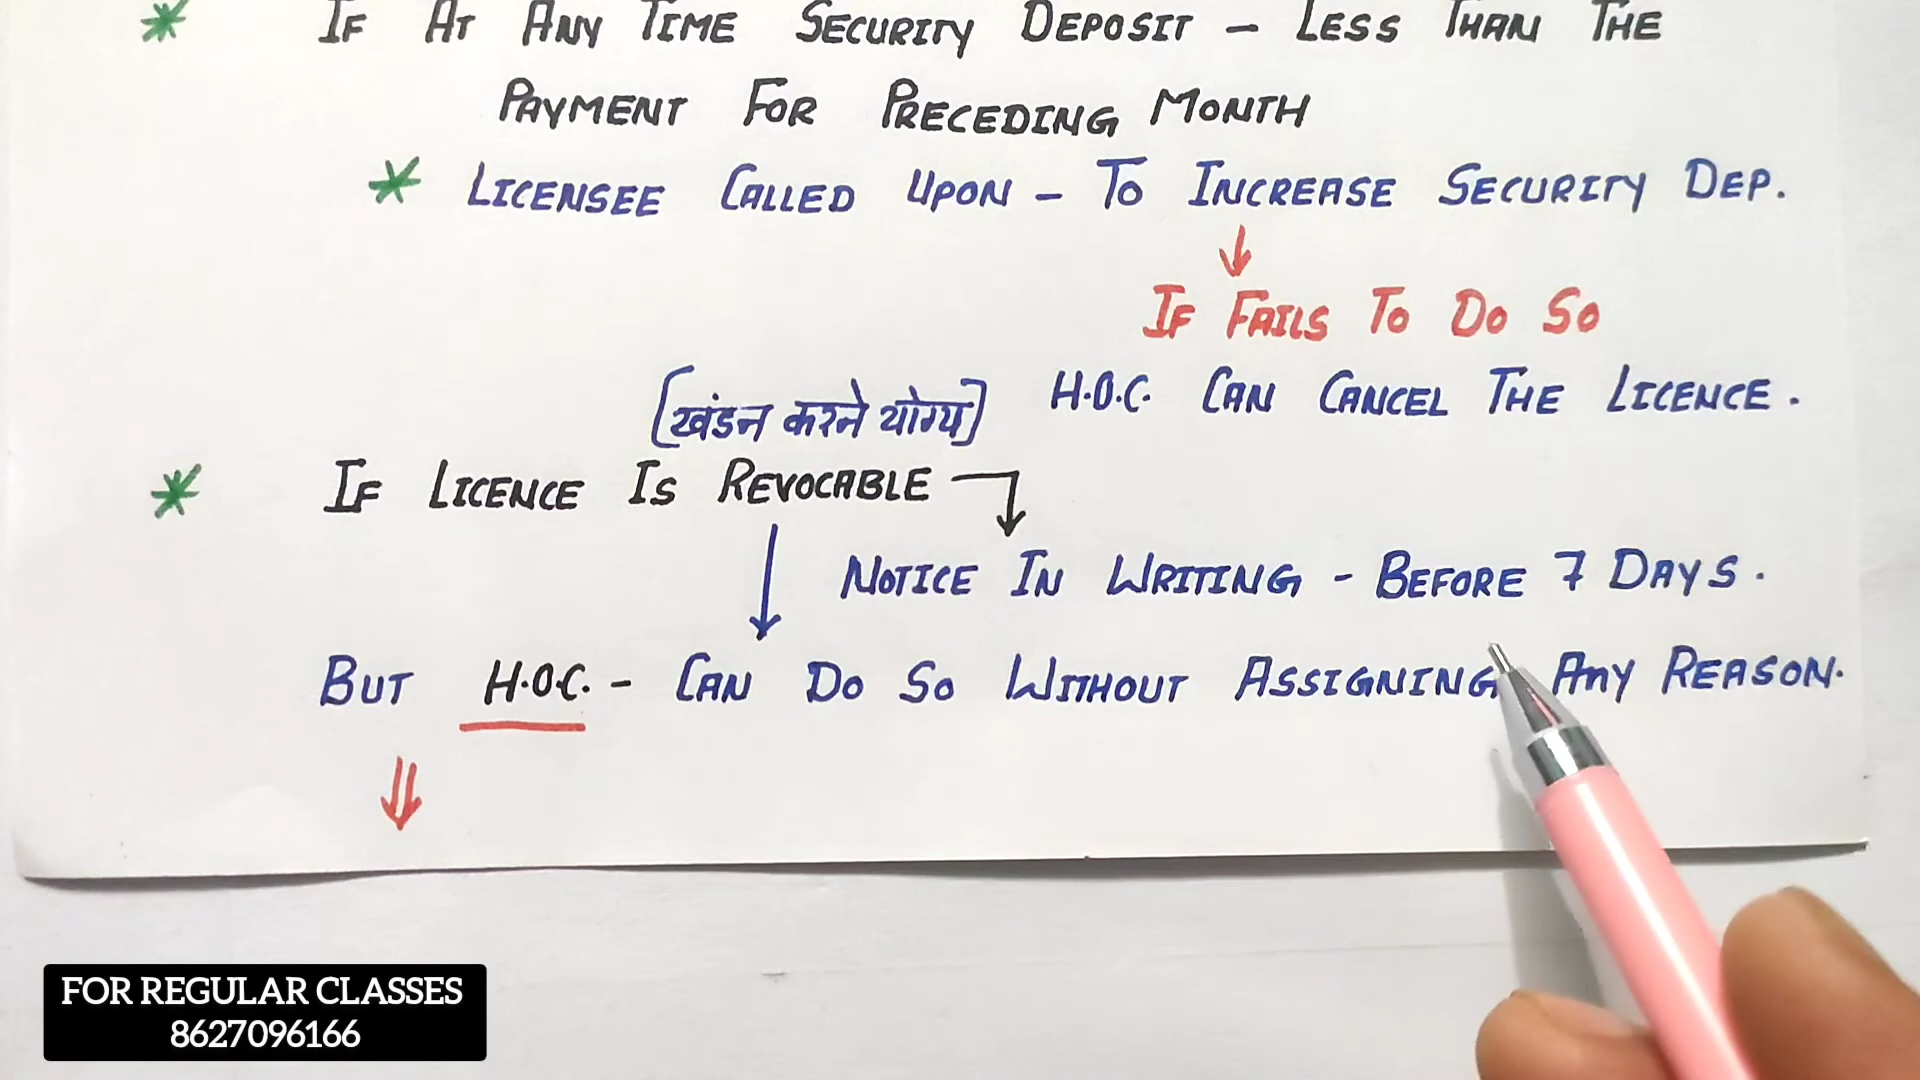 * IF AT ANY TIME SECURITY DEPOSIT - LESS THAN THE
PAYMENT FOR PRECEDING MONTH
* LICENSEE CALLED UPON - TO INCREASE SECURITY DEP.
↓
IF FAILS TO DO SO
H.O.C. CAN CANCEL THE LICENCE.
[खंडन करने योग्य]
* IF LICENCE IS REVOCABLE
NOTICE IN WRITING - BEFORE 7 DAYS.
BUT H.O.C. - CAN DO SO WITHOUT ASSIGNING ANY REASON.
FOR REGULAR CLASSES
8627096166